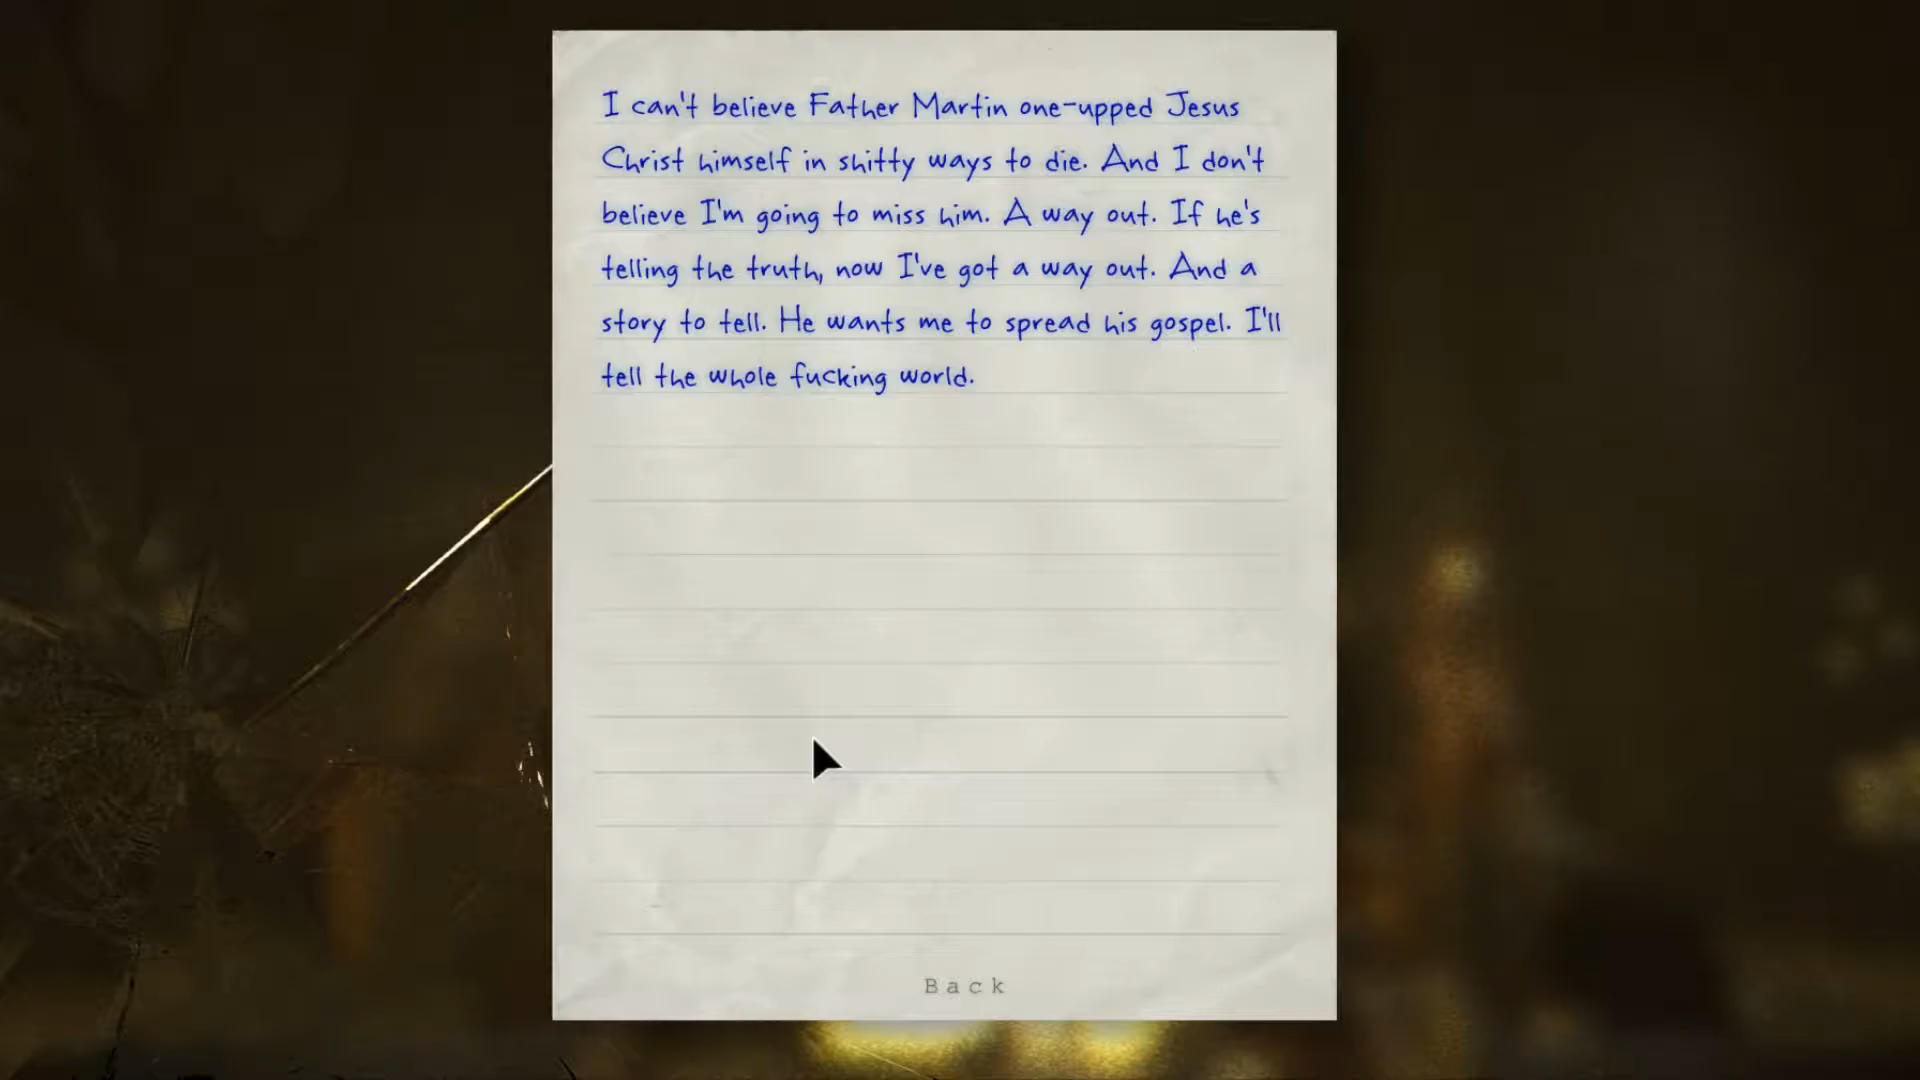 I can't believe Father Martin one-upped Jesus
Christ himself in shitty ways to die. And I don't
believe I'm going to miss him. A way out. If he's
telling the truth, now I've got a way out. And a
story to tell. He wants me to spread his gospel. I'll
tell the whole fucking world.
Back